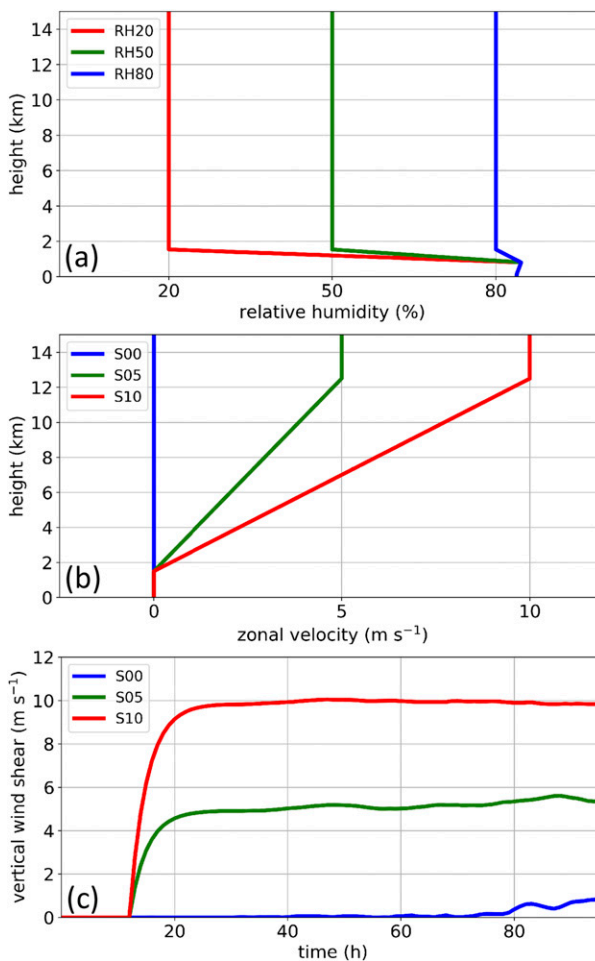 14
12
10
8
6
4
2
0
height (km)
RH20
RH50
RH80
(a)
20
50
80
relative humidity (%)
14
12
10
8
6
4
2
0
height (km)
S00
S05
S10
(b)
0
5
10
zonal velocity (m s⁻¹)
12
10
8
6
4
2
0
vertical wind shear (m s⁻¹)
S00
S05
S10
(c)
20
40
60
80
time (h)